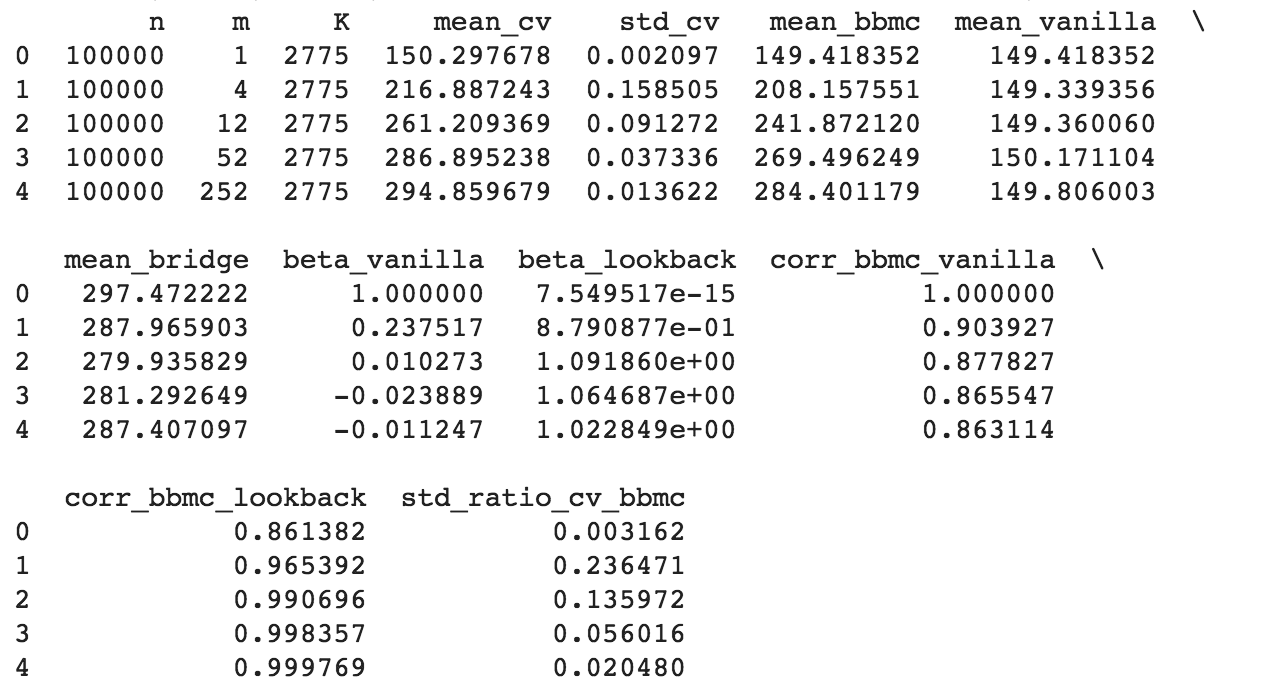 n m K mean_cv std_cv mean_bbmc mean_vanilla \
0 100000 1 2775 150.297678 0.002097 149.418352 149.418352
1 100000 4 2775 216.887243 0.158505 208.157551 149.339356
2 100000 12 2775 261.209369 0.091272 241.872120 149.360060
3 100000 52 2775 286.895238 0.037336 269.496249 150.171104
4 100000 252 2775 294.859679 0.013622 284.401179 149.806003
mean_bridge beta_vanilla beta_lookback corr_bbmc_vanilla \
0 297.472222 1.000000 7.549517e-15 1.000000
1 287.965903 0.237517 8.790877e-01 0.903927
2 279.935829 0.010273 1.091860e+00 0.877827
3 281.292649 -0.023889 1.064687e+00 0.865547
4 287.407097 -0.011247 1.022849e+00 0.863114
corr_bbmc_lookback std_ratio_cv_bbmc
0 0.861382 0.003162
1 0.965392 0.236471
2 0.990696 0.135972
3 0.998357 0.056016
4 0.999769 0.020480